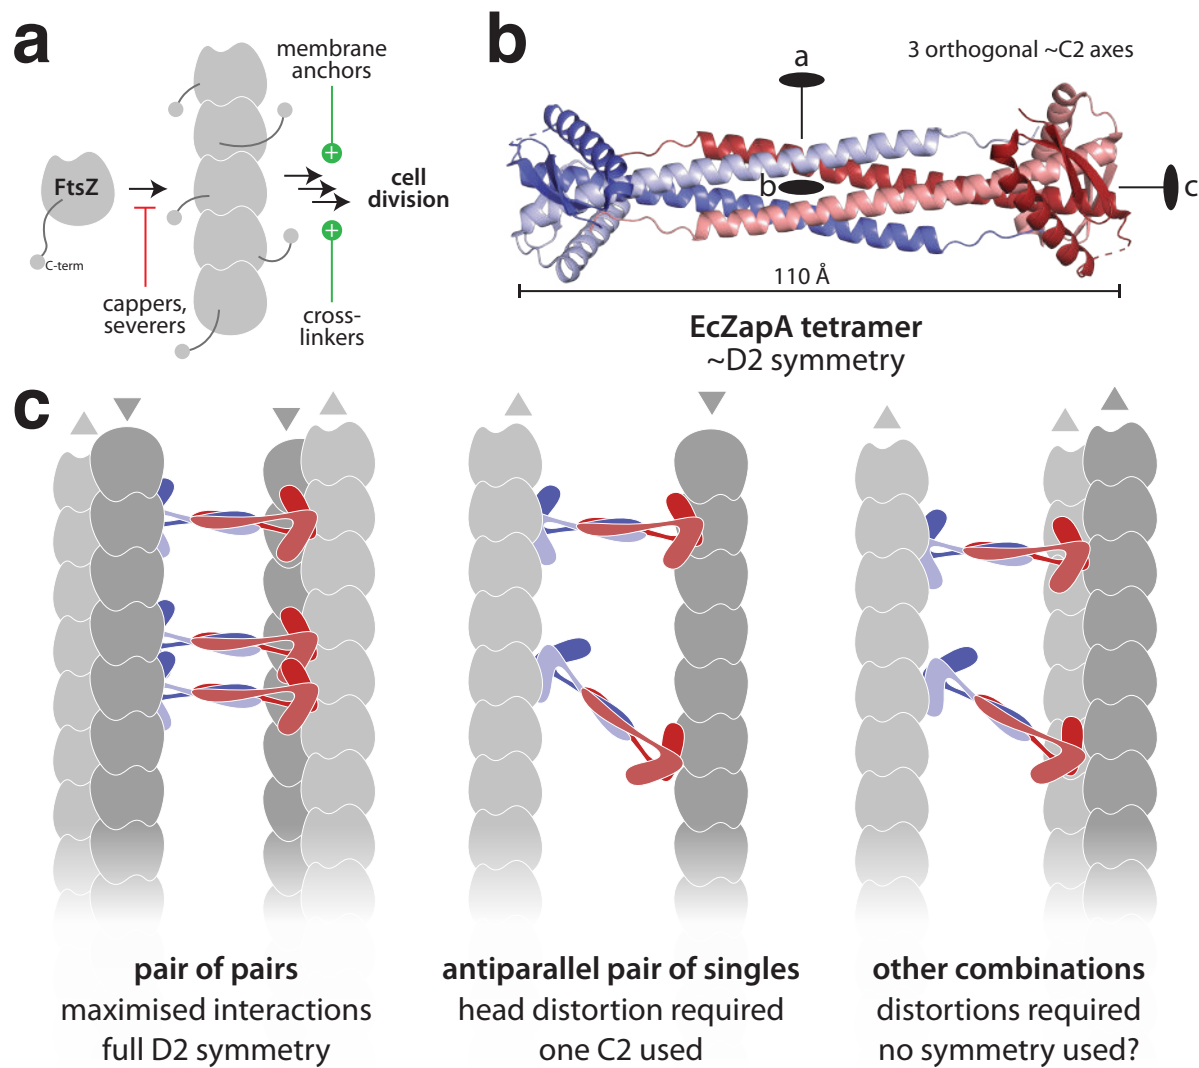 a
membrane
anchors
FtsZ
C-term
cell
division
cappers,
severers
cross-
linkers
b
3 orthogonal ~C2 axes
a
b
c
110 Å
EcZapA tetramer
~D2 symmetry
c
pair of pairs
maximised interactions
full D2 symmetry
antiparallel pair of singles
head distortion required
one C2 used
other combinations
distortions required
no symmetry used?